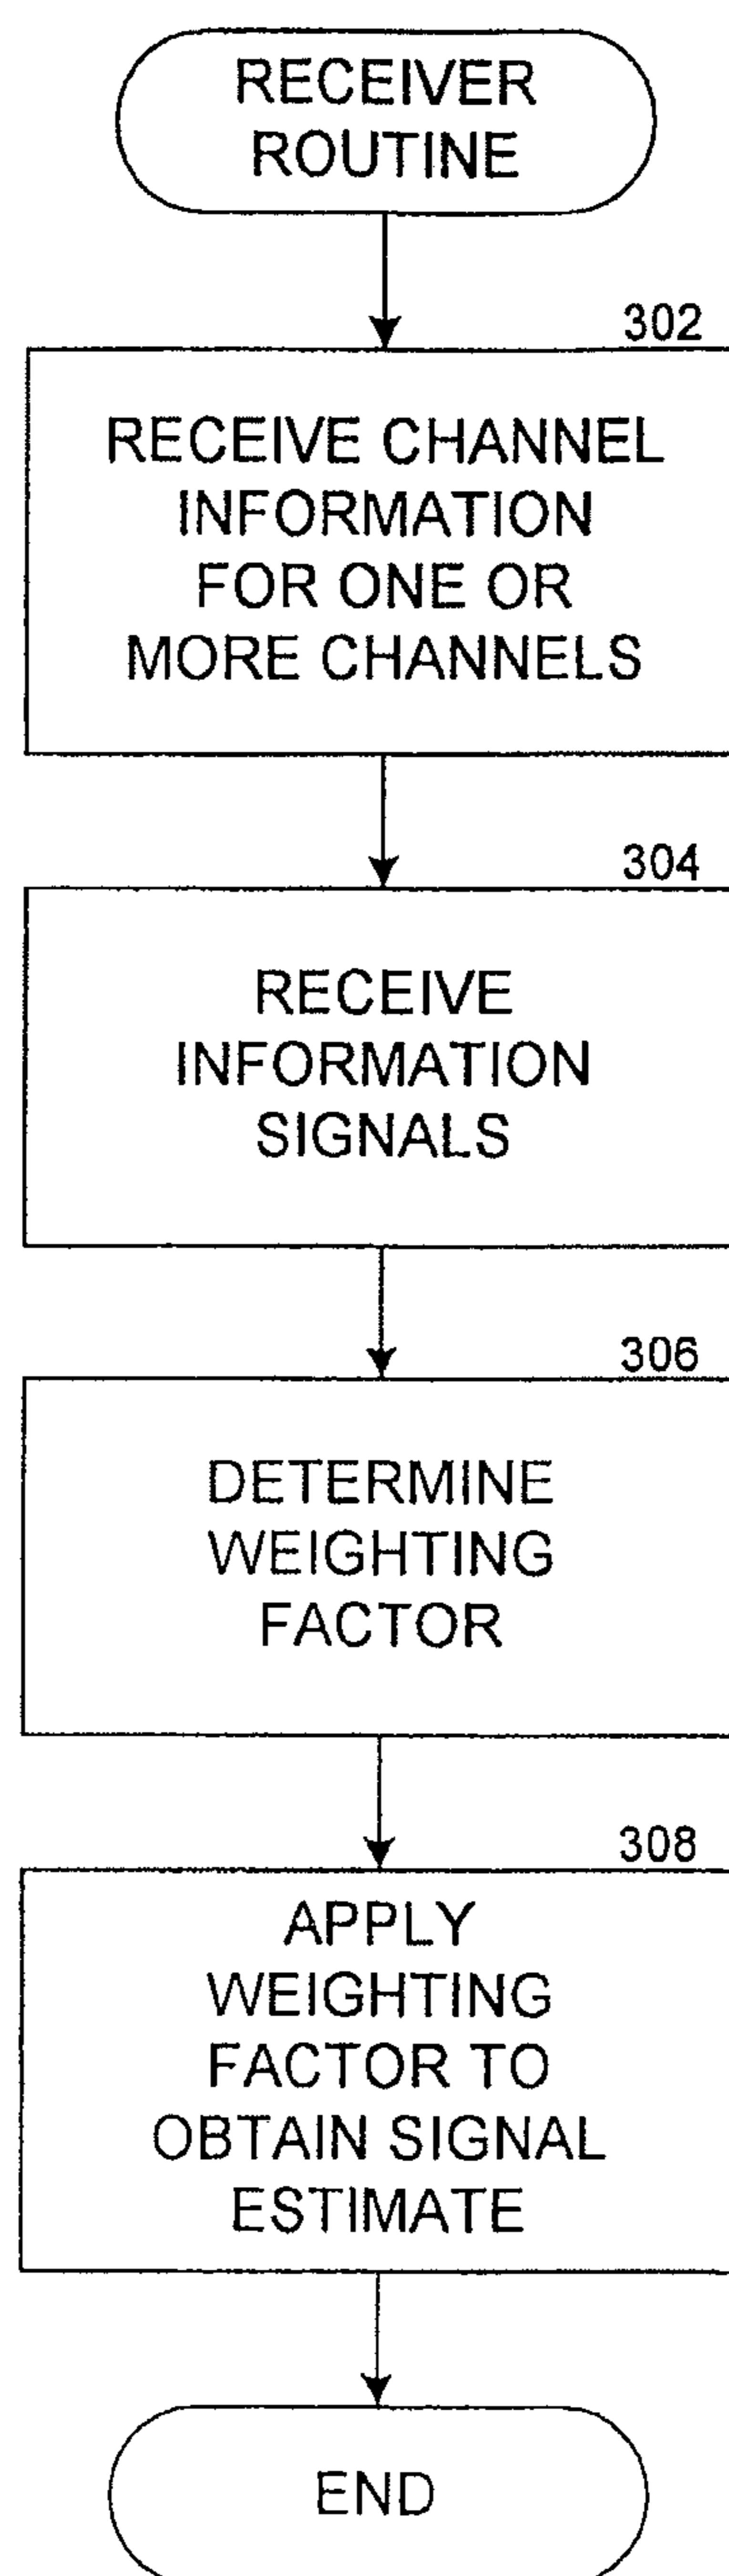 RECEIVER
ROUTINE
302
RECEIVE CHANNEL
INFORMATION
FOR ONE OR
MORE CHANNELS
304
RECEIVE
INFORMATION
SIGNALS
306
DETERMINE
WEIGHTING
FACTOR
308
APPLY
WEIGHTING
FACTOR TO
OBTAIN SIGNAL
ESTIMATE
END